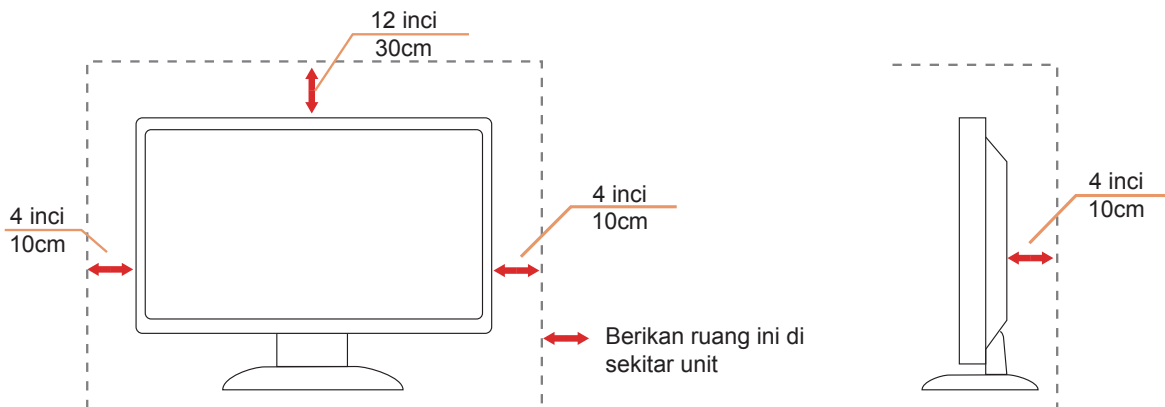 12 inci
30cm
4 inci
10cm
4 inci
10cm
Berikan ruang ini di
sekitar unit
4 inci
10cm